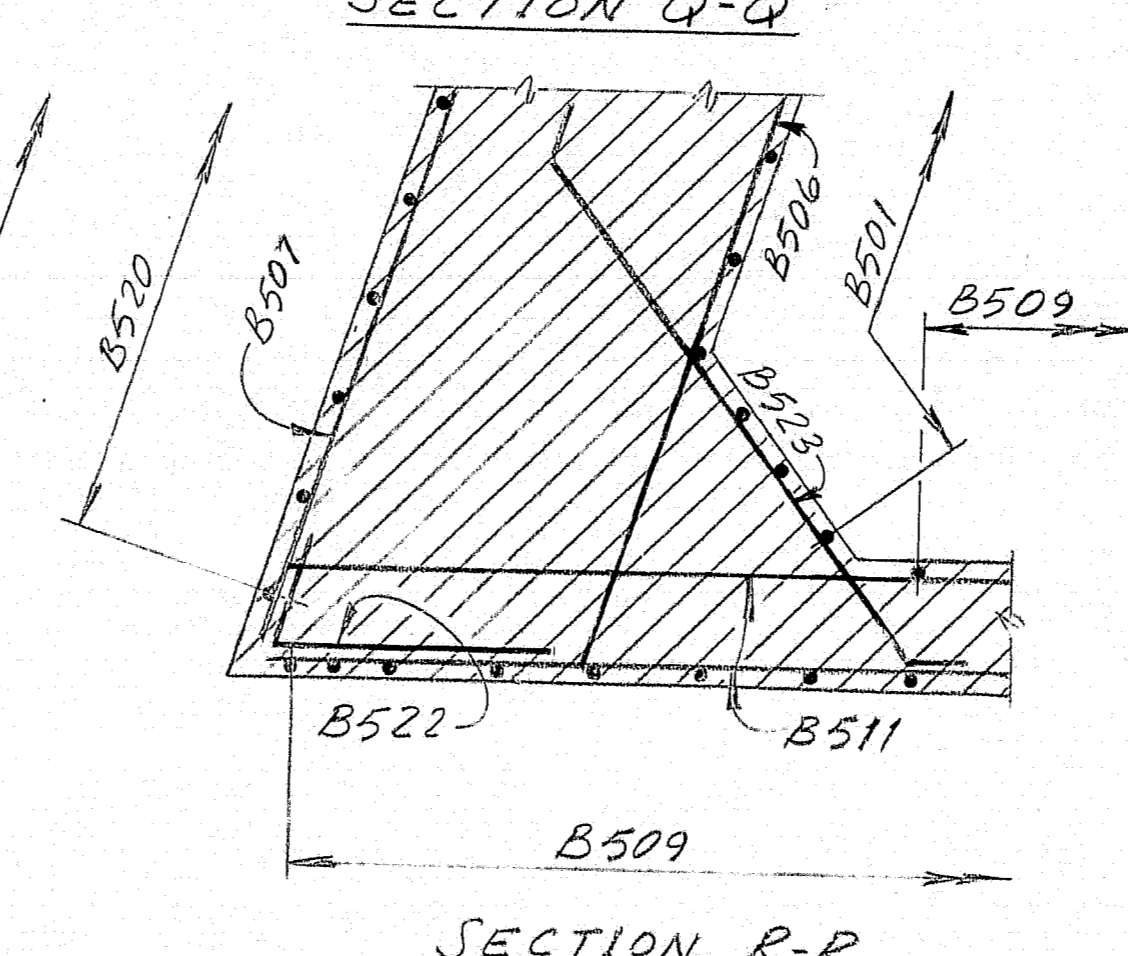 SECTION Q-Q
B520
B507
B506
B501
B509
B523
B522
B511
B509
SECTION R-R